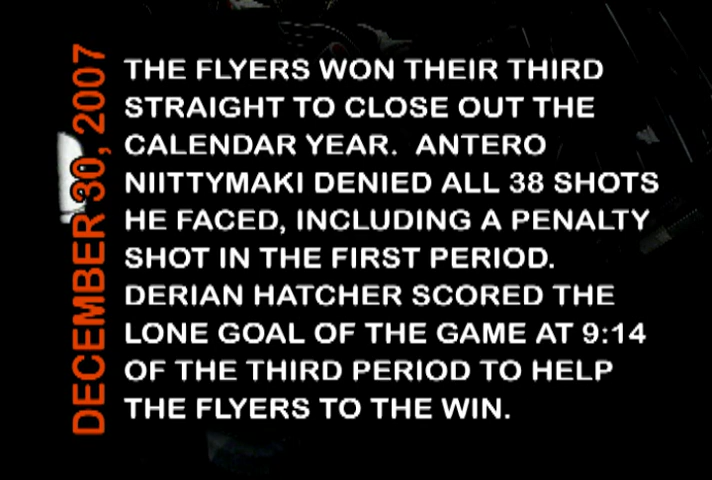 DECEMBER 30, 2007
THE FLYERS WON THEIR THIRD
STRAIGHT TO CLOSE OUT THE
CALENDAR YEAR. ANTERO
NIITTYMAKI DENIED ALL 38 SHOTS
HE FACED, INCLUDING A PENALTY
SHOT IN THE FIRST PERIOD.
DERIAN HATCHER SCORED THE
LONE GOAL OF THE GAME AT 9:14
OF THE THIRD PERIOD TO HELP
THE FLYERS TO THE WIN.